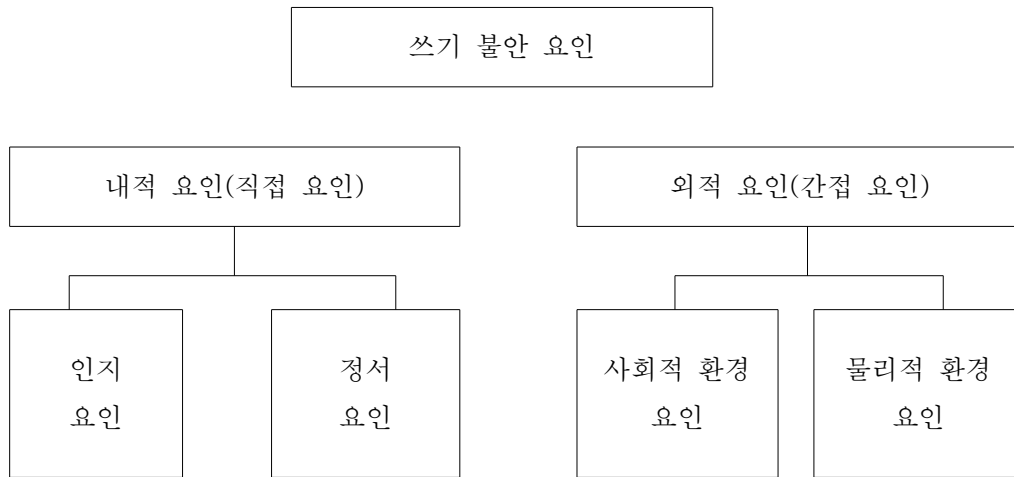 쓰기 불안 요인
내적 요인(직접 요인)
외적 요인(간접 요인)
인지
요인
정서
요인
사회적 환경
요인
물리적 환경
요인